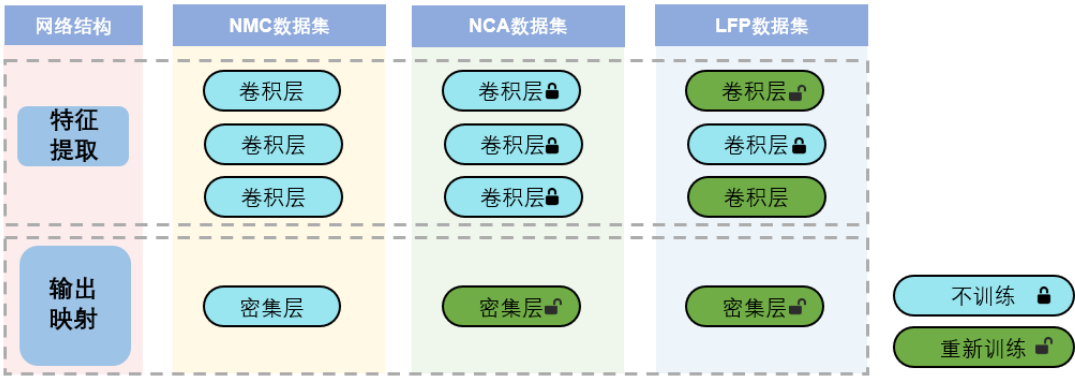 网络结构 NMC数据集 NCA数据集 LFP数据集
特征
提取
卷积层 卷积层 卷积层
卷积层 卷积层 卷积层
卷积层 卷积层 卷积层
输出
映射
密集层 密集层 密集层
不训练
重新训练